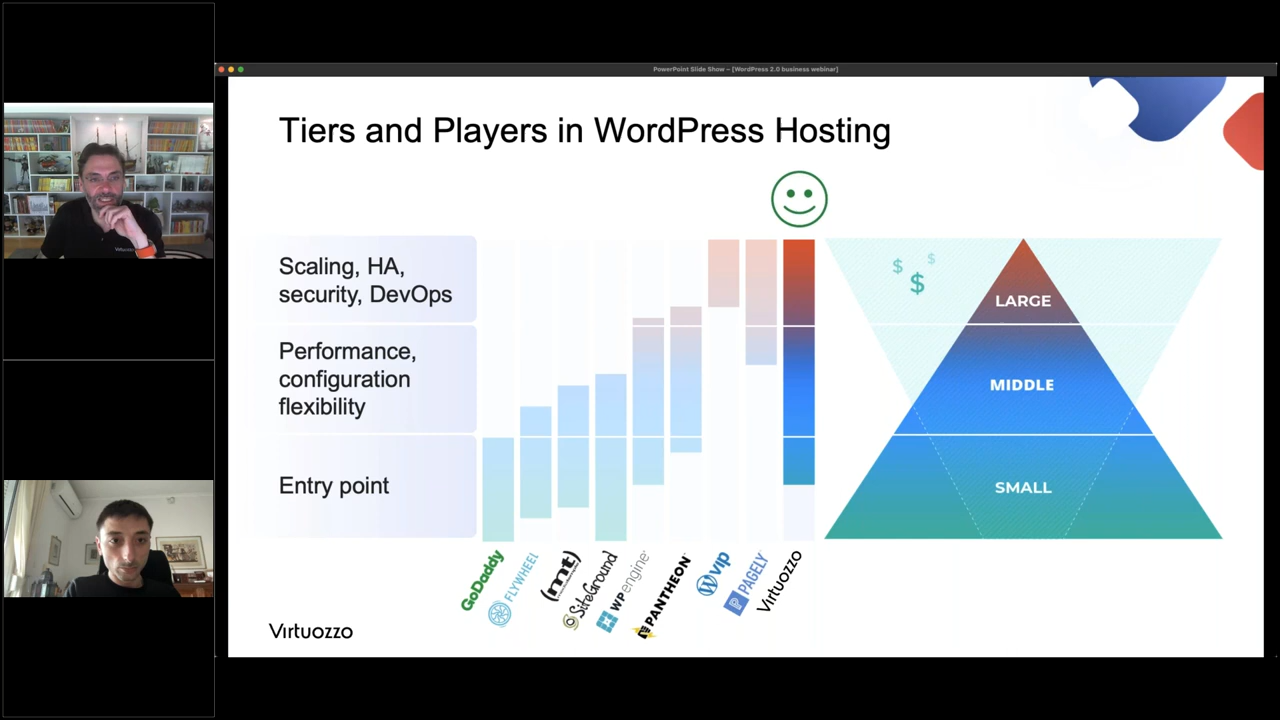 PowerPoint Slide Show – [WordPress 2.0 business webinar]
Tiers and Players in WordPress Hosting
Scaling, HA,
security, DevOps
Performance,
configuration
flexibility
Entry point
$
$
$
LARGE
MIDDLE
SMALL
GoDaddy
FLYWHEEL
(mt)
SiteGround
WP engine
PANTHEON
vip
PAGELY
Virtuozzo
Virtuozzo